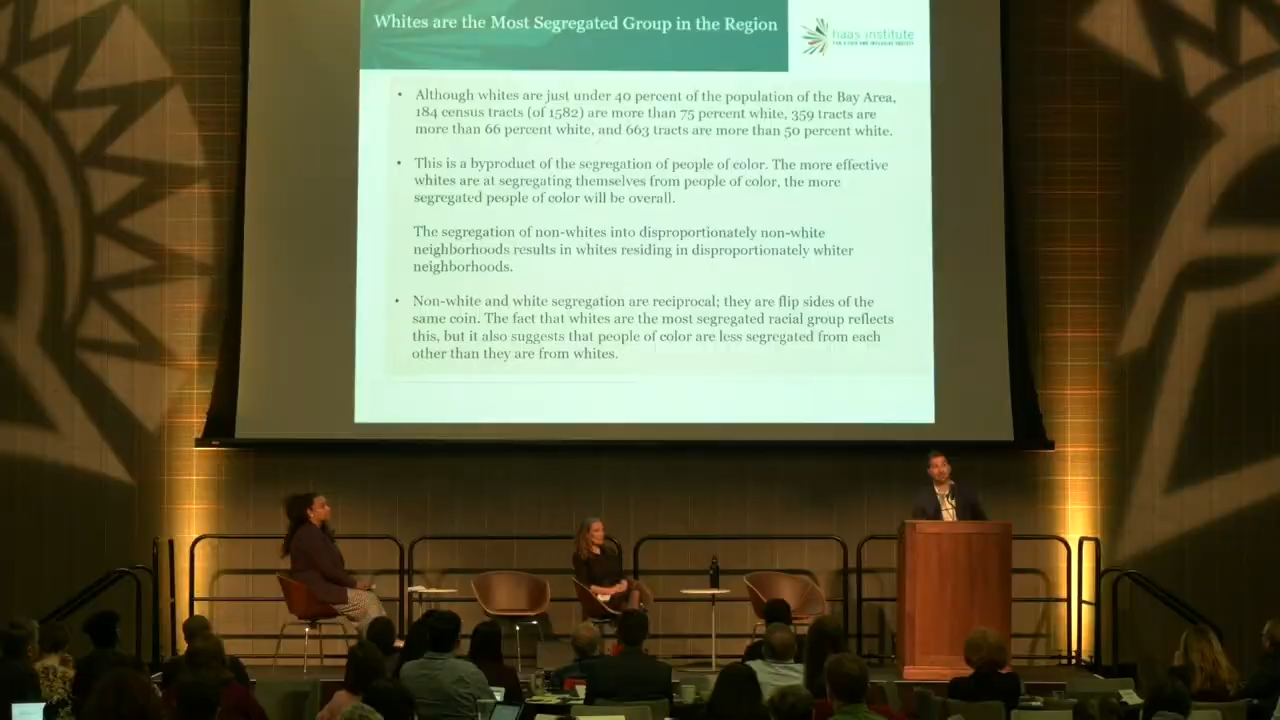 Whites are the Most Segregated Group in the Region
haas institute
FOR A FAIR AND INCLUSIVE SOCIETY
• Although whites are just under 40 percent of the population of the Bay Area,
184 census tracts (of 1582) are more than 75 percent white, 359 tracts are
more than 66 percent white, and 663 tracts are more than 50 percent white.
• This is a byproduct of the segregation of people of color. The more effective
whites are at segregating themselves from people of color, the more
segregated people of color will be overall.
The segregation of non-whites into disproportionately non-white
neighborhoods results in whites residing in disproportionately whiter
neighborhoods.
• Non-white and white segregation are reciprocal; they are flip sides of the
same coin. The fact that whites are the most segregated racial group reflects
this, but it also suggests that people of color are less segregated from each
other than they are from whites.